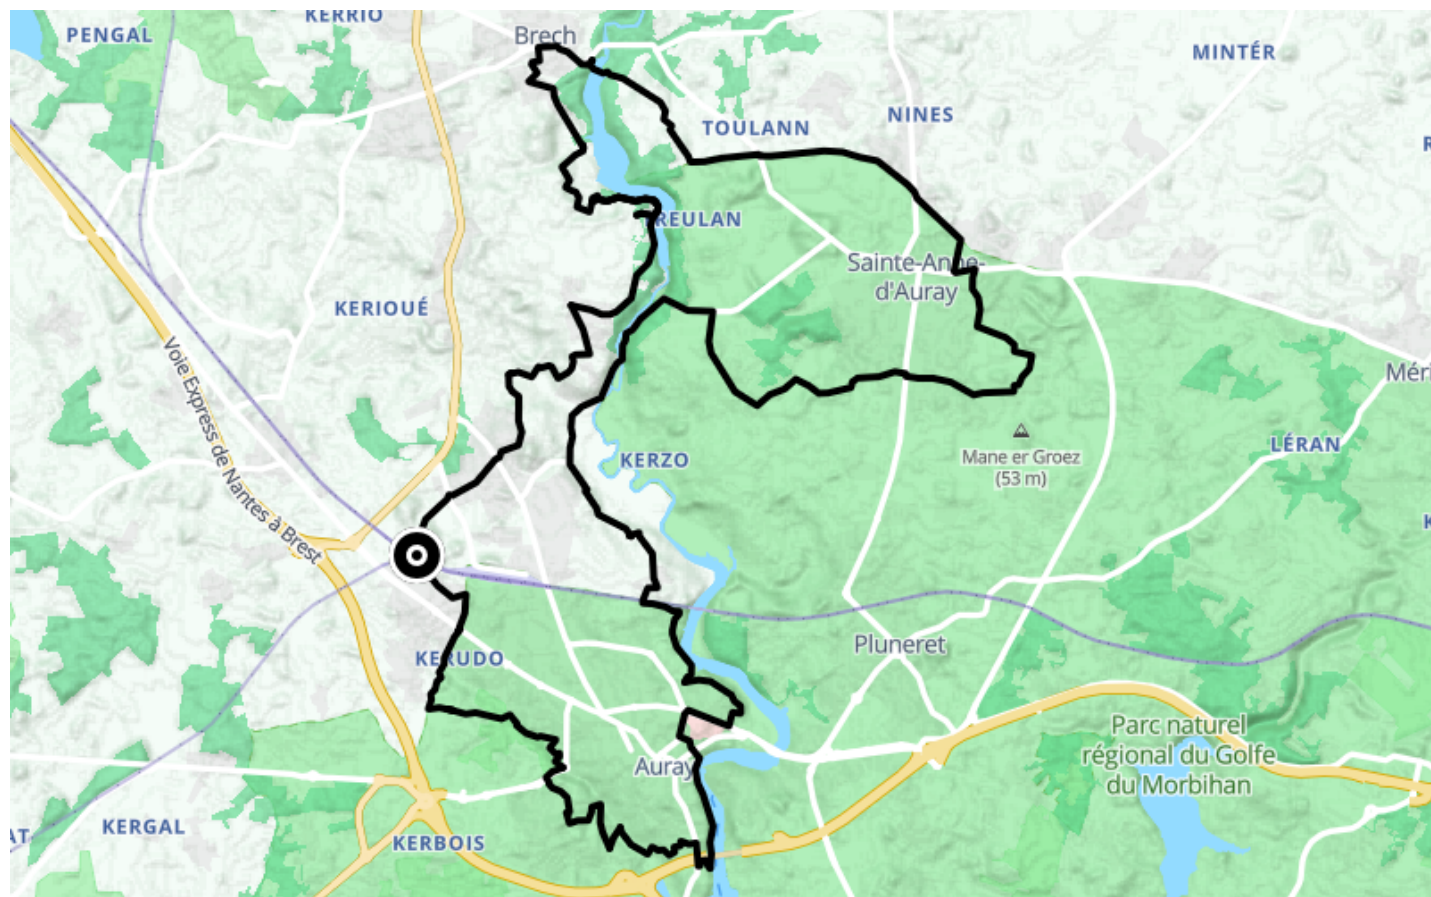 KERRIO
PENGAL
Brech
MINTÉR
NINES
TOULANN
R
REULAN
Sainte-Anne-
d'Auray
KERIOUÉ
Voie Express de Nantes à Brest
Méri
Mane er Groez
(53 m)
LÉRAN
KERZO
K
Pluneret
KERUDO
Parc naturel
régional du Golfe
du Morbihan
Auray
KERGAL
AT
KERBOIS